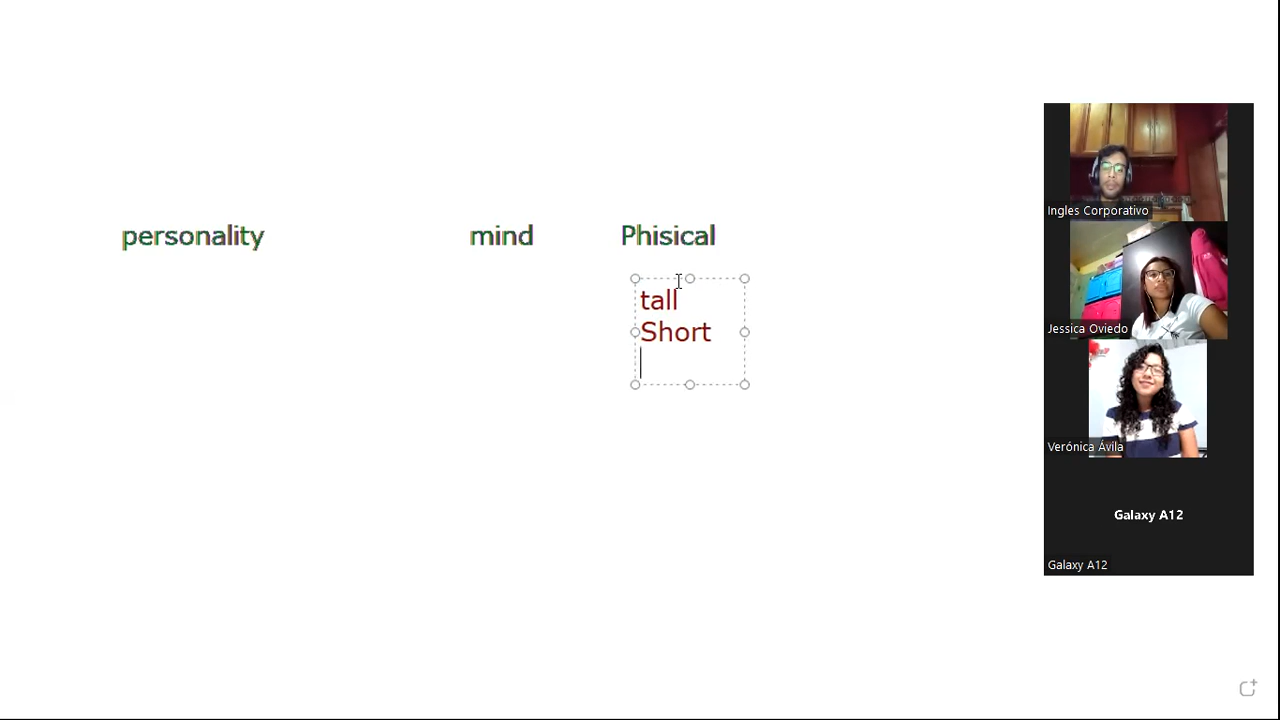 personality mind Phisical
tall
Short
Ingles Corporativo
Jessica Oviedo
Verónica Ávila
Galaxy A12
Galaxy A12